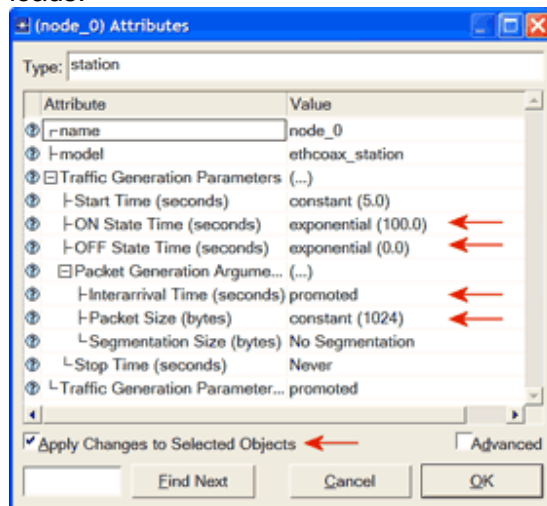 (node_0) Attributes
Type: station
Attribute Value
name node_0
model ethcoax_station
Traffic Generation Parameters (...)
Start Time (seconds) constant (5.0)
ON State Time (seconds) exponential (100.0)
OFF State Time (seconds) exponential (0.0)
Packet Generation Argume... (...)
Interarrival Time (seconds) promoted
Packet Size (bytes) constant (1024)
Segmentation Size (bytes) No Segmentation
Stop Time (seconds) Never
Traffic Generation Parameter... promoted
Apply Changes to Selected Objects Advanced
Find Next Cancel OK